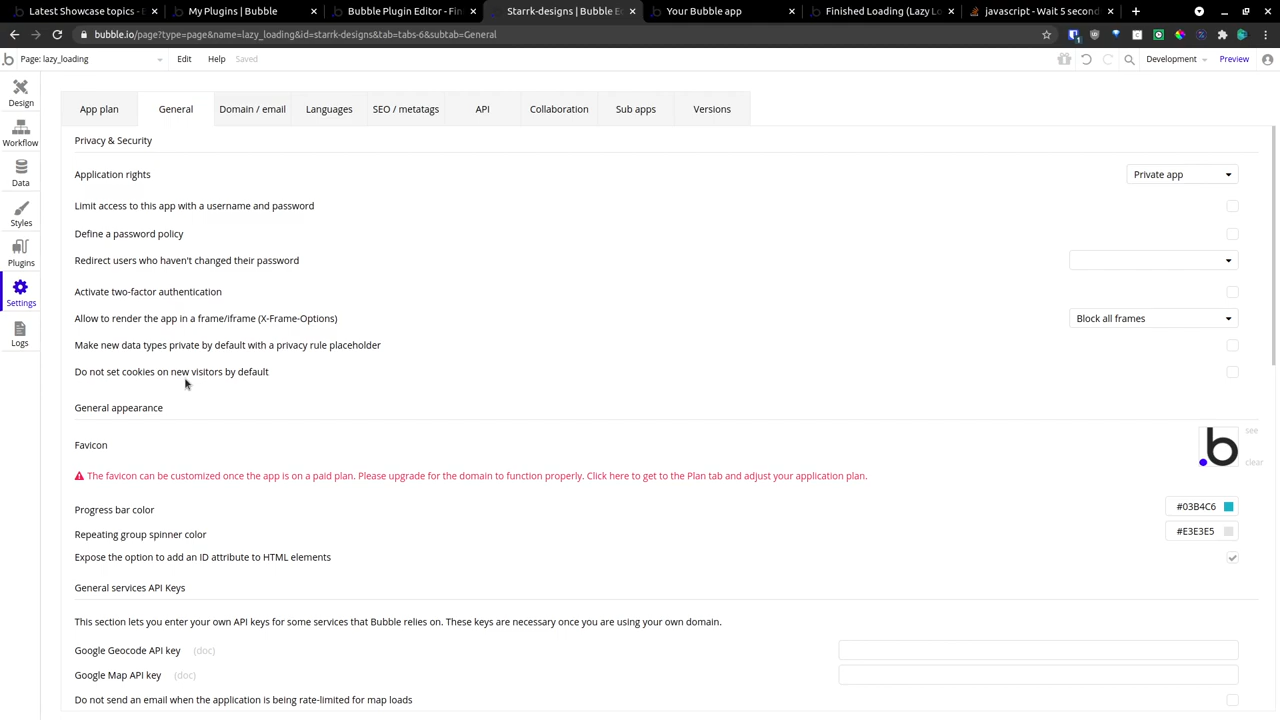 Latest Showcase topics - B
My Plugins | Bubble
Bubble Plugin Editor - Fin
Starrk-designs | Bubble E
Your Bubble app
Finished Loading (Lazy Lo
javascript - Wait 5 second
bubble.io/page?type=page&name=lazy_loading&id=starrk-designs&tab=tabs-6&subtab=General
Page: lazy_loading
Edit
Help
Saved
Development
Preview
Design
Workflow
Data
Styles
Plugins
Settings
Logs
App plan
General
Domain / email
Languages
SEO / metatags
API
Collaboration
Sub apps
Versions
Privacy & Security
Application rights
Private app
Limit access to this app with a username and password
Define a password policy
Redirect users who haven't changed their password
Activate two-factor authentication
Allow to render the app in a frame/iframe (X-Frame-Options)
Block all frames
Make new data types private by default with a privacy rule placeholder
Do not set cookies on new visitors by default
General appearance
Favicon
b
see
clear
The favicon can be customized once the app is on a paid plan. Please upgrade for the domain to function properly. Click here to get to the Plan tab and adjust your application plan.
Progress bar color
#03B4C6
Repeating group spinner color
#E3E3E5
Expose the option to add an ID attribute to HTML elements
General services API Keys
This section lets you enter your own API keys for some services that Bubble relies on. These keys are necessary once you are using your own domain.
Google Geocode API key (doc)
Google Map API key (doc)
Do not send an email when the application is being rate-limited for map loads